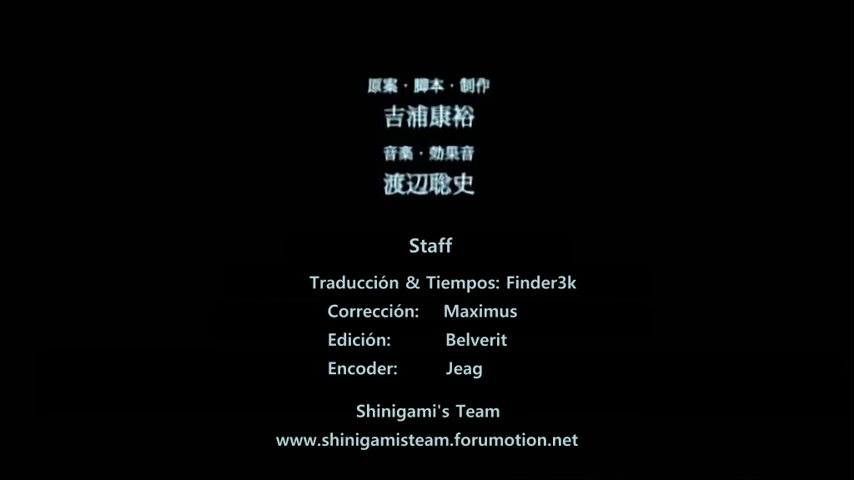 原案・脚本・制作
吉浦康裕
音楽・効果音
渡辺聡史
Staff
Traducción & Tiempos: Finder3k
Corrección: Maximus
Edición: Belverit
Encoder: Jeag
Shinigami's Team
www.shinigamisteam.forumotion.net